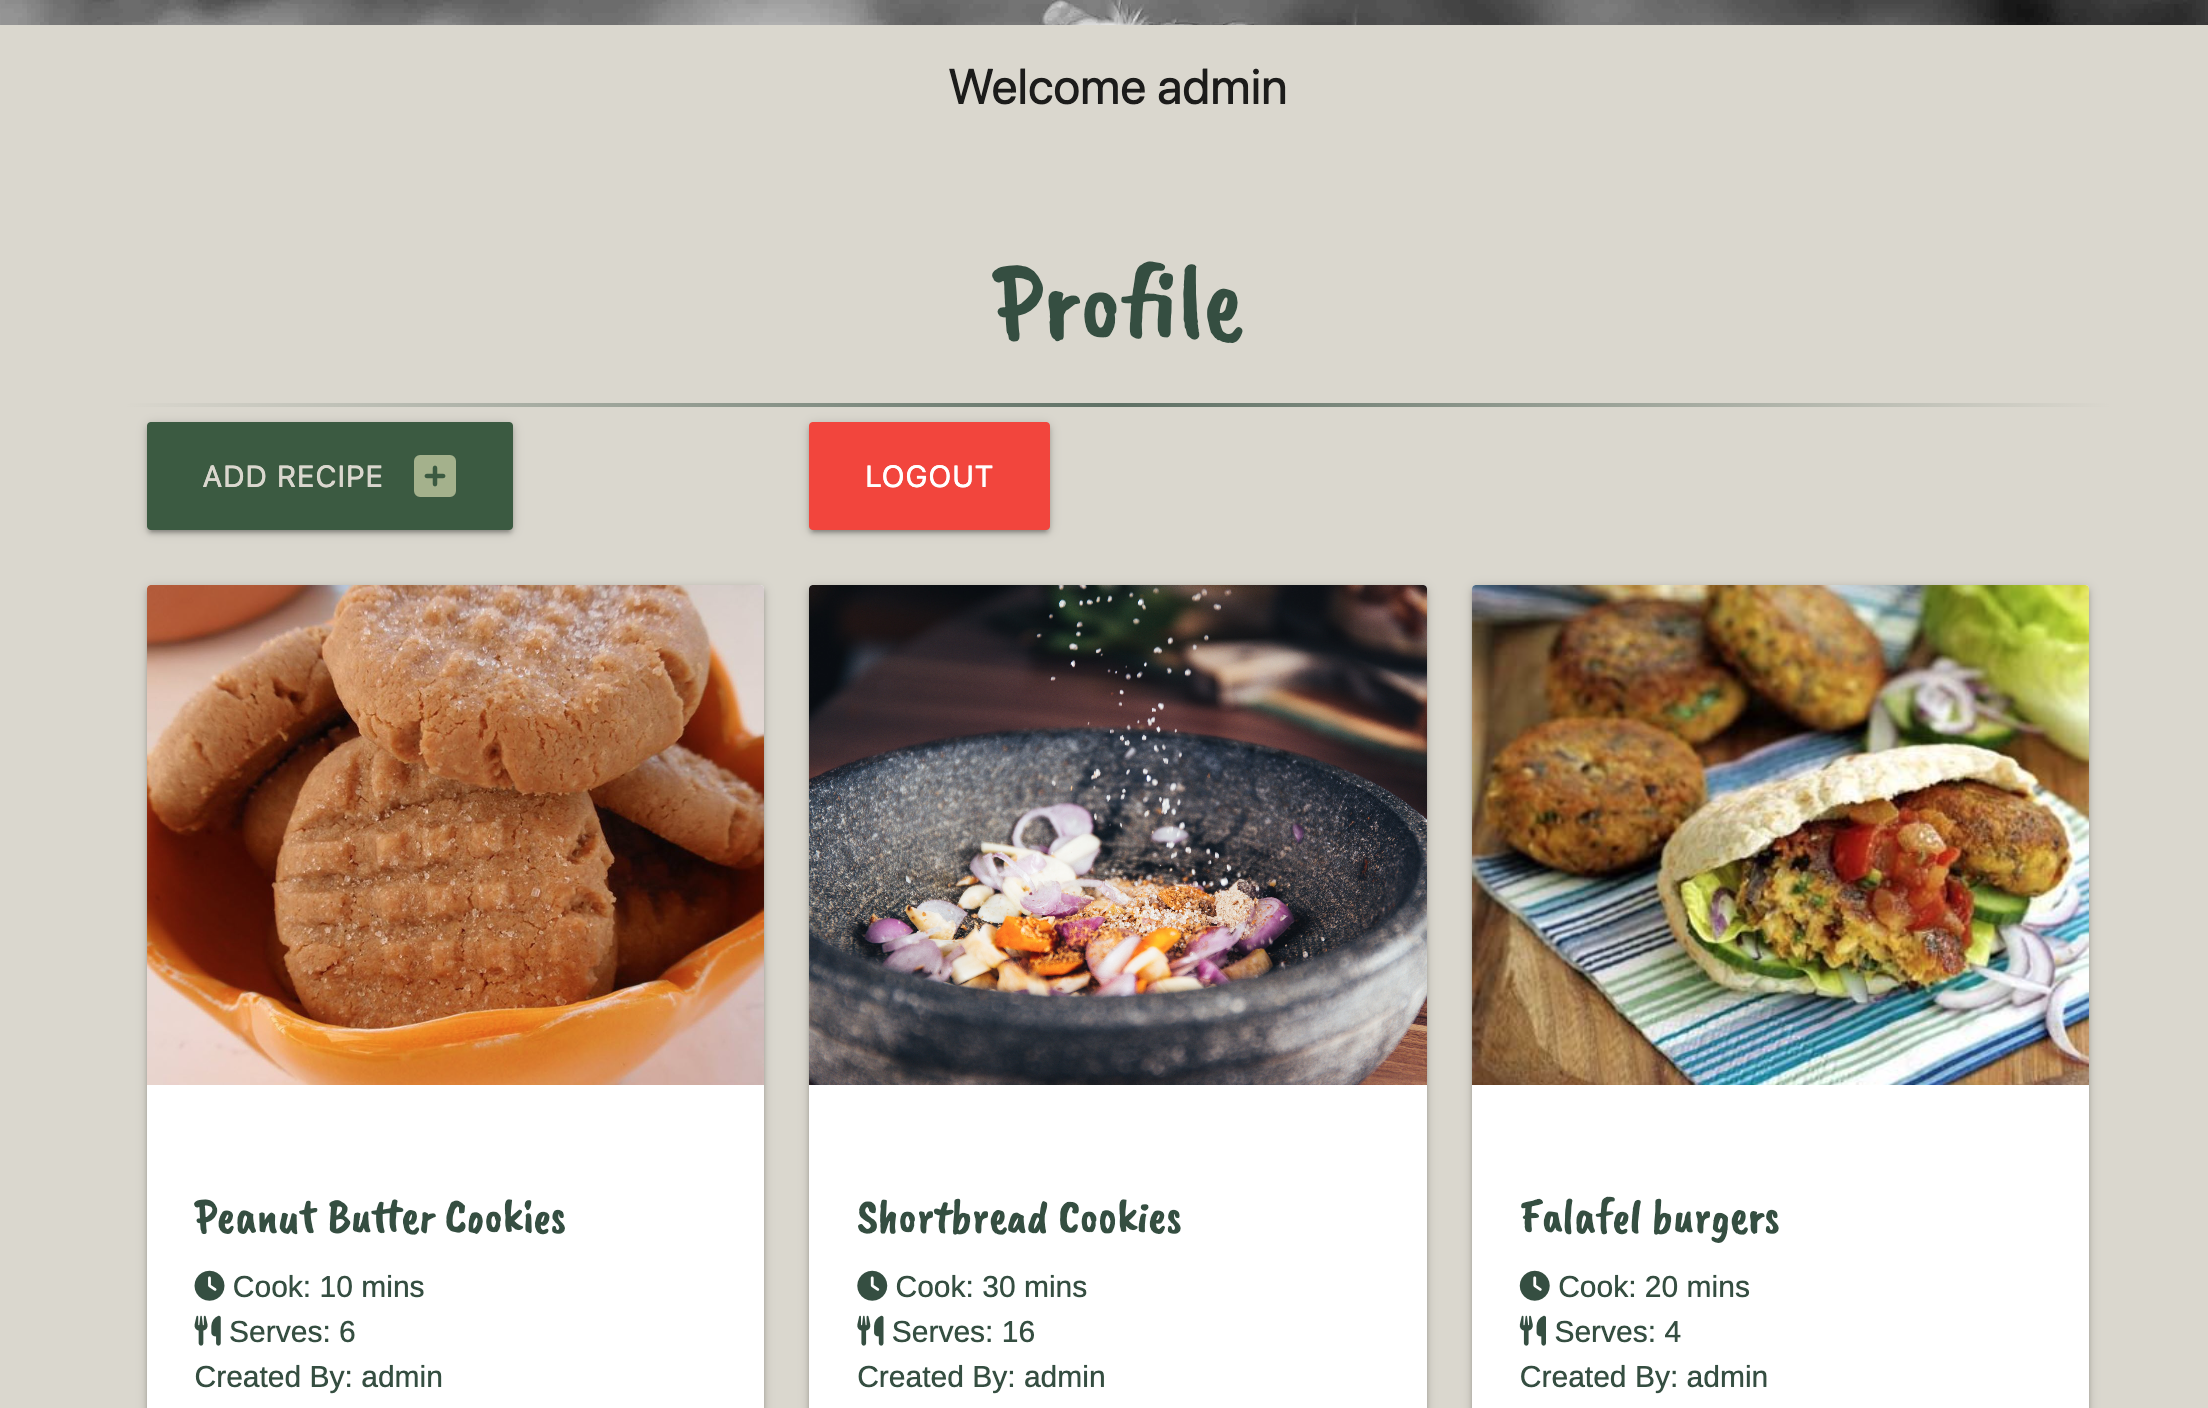 Welcome admin
Profile
ADD RECIPE
LOGOUT
Peanut Butter Cookies
Cook: 10 mins
Serves: 6
Created By: admin
Shortbread Cookies
Cook: 30 mins
Serves: 16
Created By: admin
Falafel burgers
Cook: 20 mins
Serves: 4
Created By: admin